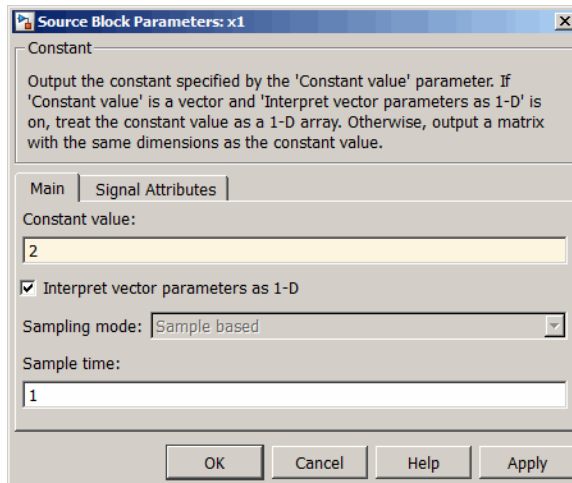 Source Block Parameters: x1
Constant
Output the constant specified by the 'Constant value' parameter. If
'Constant value' is a vector and 'Interpret vector parameters as 1-D' is
on, treat the constant value as a 1-D array. Otherwise, output a matrix
with the same dimensions as the constant value.
Main Signal Attributes
Constant value:
2
Interpret vector parameters as 1-D
Sampling mode: Sample based
Sample time:
1
OK Cancel Help Apply